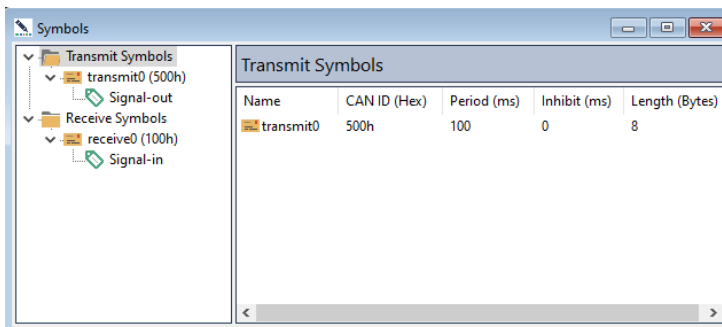 Symbols
Transmit Symbols
transmit0 (500h)
Signal-out
Receive Symbols
receive0 (100h)
Signal-in
Transmit Symbols
Name CAN ID (Hex) Period (ms) Inhibit (ms) Length (Bytes)
transmit0 500h 100 0 8